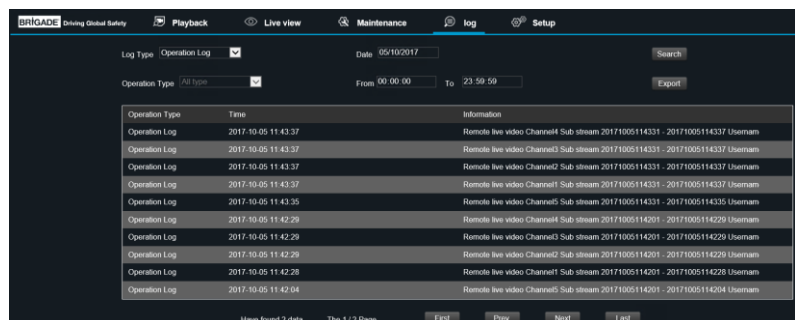 BRIGADE Driving Global Safety Playback Live view Maintenance log Setup
Log Type Operation Log Date 05/10/2017 Search
Operation Type All type From 00:00:00 To 23:59:59 Export
Operation Type Time Information
Operation Log 2017-10-05 11:43:37 Remote live video Channel4 Sub stream 20171005114331 - 20171005114337 Usernam
Operation Log 2017-10-05 11:43:37 Remote live video Channel3 Sub stream 20171005114331 - 20171005114337 Usernam
Operation Log 2017-10-05 11:43:37 Remote live video Channel2 Sub stream 20171005114331 - 20171005114337 Usernam
Operation Log 2017-10-05 11:43:37 Remote live video Channel1 Sub stream 20171005114331 - 20171005114337 Usernam
Operation Log 2017-10-05 11:43:35 Remote live video Channel5 Sub stream 20171005114331 - 20171005114335 Usernam
Operation Log 2017-10-05 11:42:29 Remote live video Channel4 Sub stream 20171005114201 - 20171005114229 Usernam
Operation Log 2017-10-05 11:42:29 Remote live video Channel3 Sub stream 20171005114201 - 20171005114229 Usernam
Operation Log 2017-10-05 11:42:29 Remote live video Channel2 Sub stream 20171005114201 - 20171005114229 Usernam
Operation Log 2017-10-05 11:42:28 Remote live video Channel1 Sub stream 20171005114201 - 20171005114228 Usernam
Operation Log 2017-10-05 11:42:04 Remote live video Channel5 Sub stream 20171005114201 - 20171005114204 Usernam
Have found 2 data The 1 / 2 Page First Prev Next Last